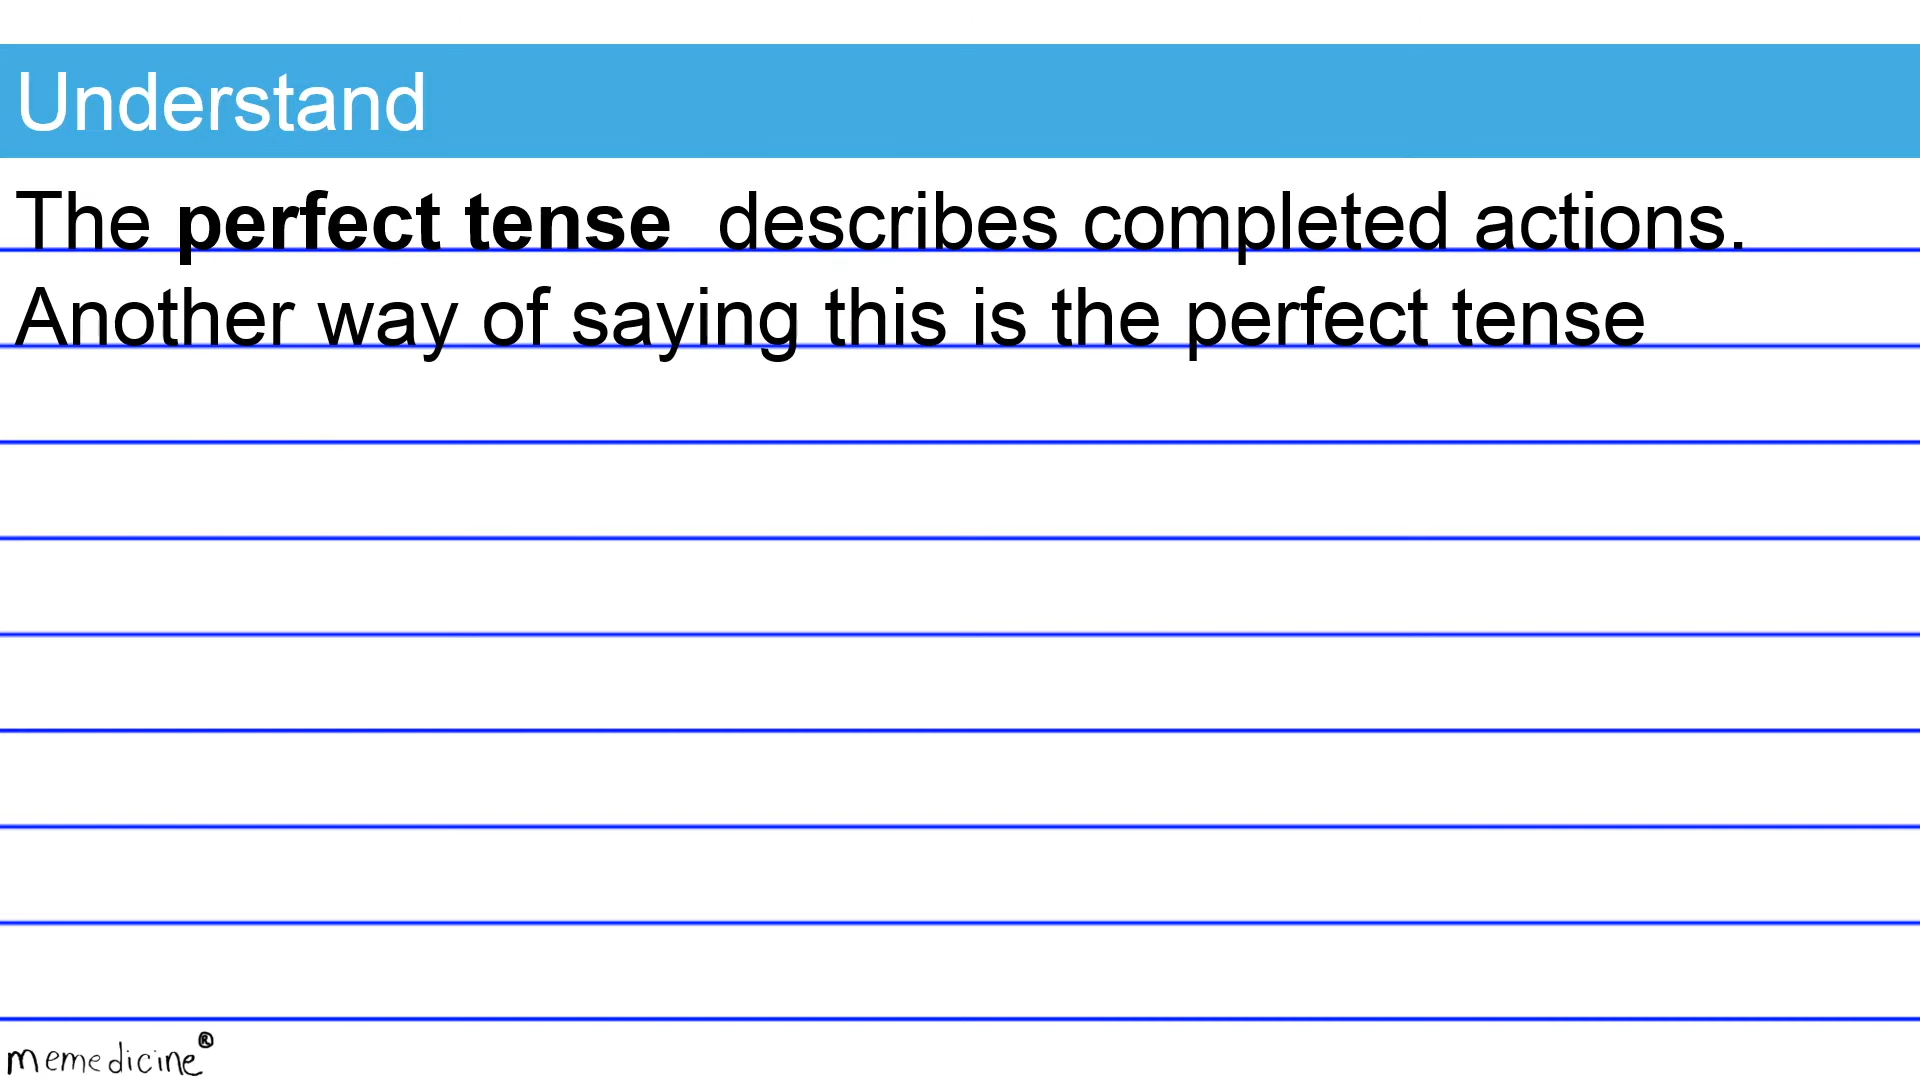 Understand
The perfect tense  describes completed actions.
Another way of saying this is the perfect tense
memedicine®